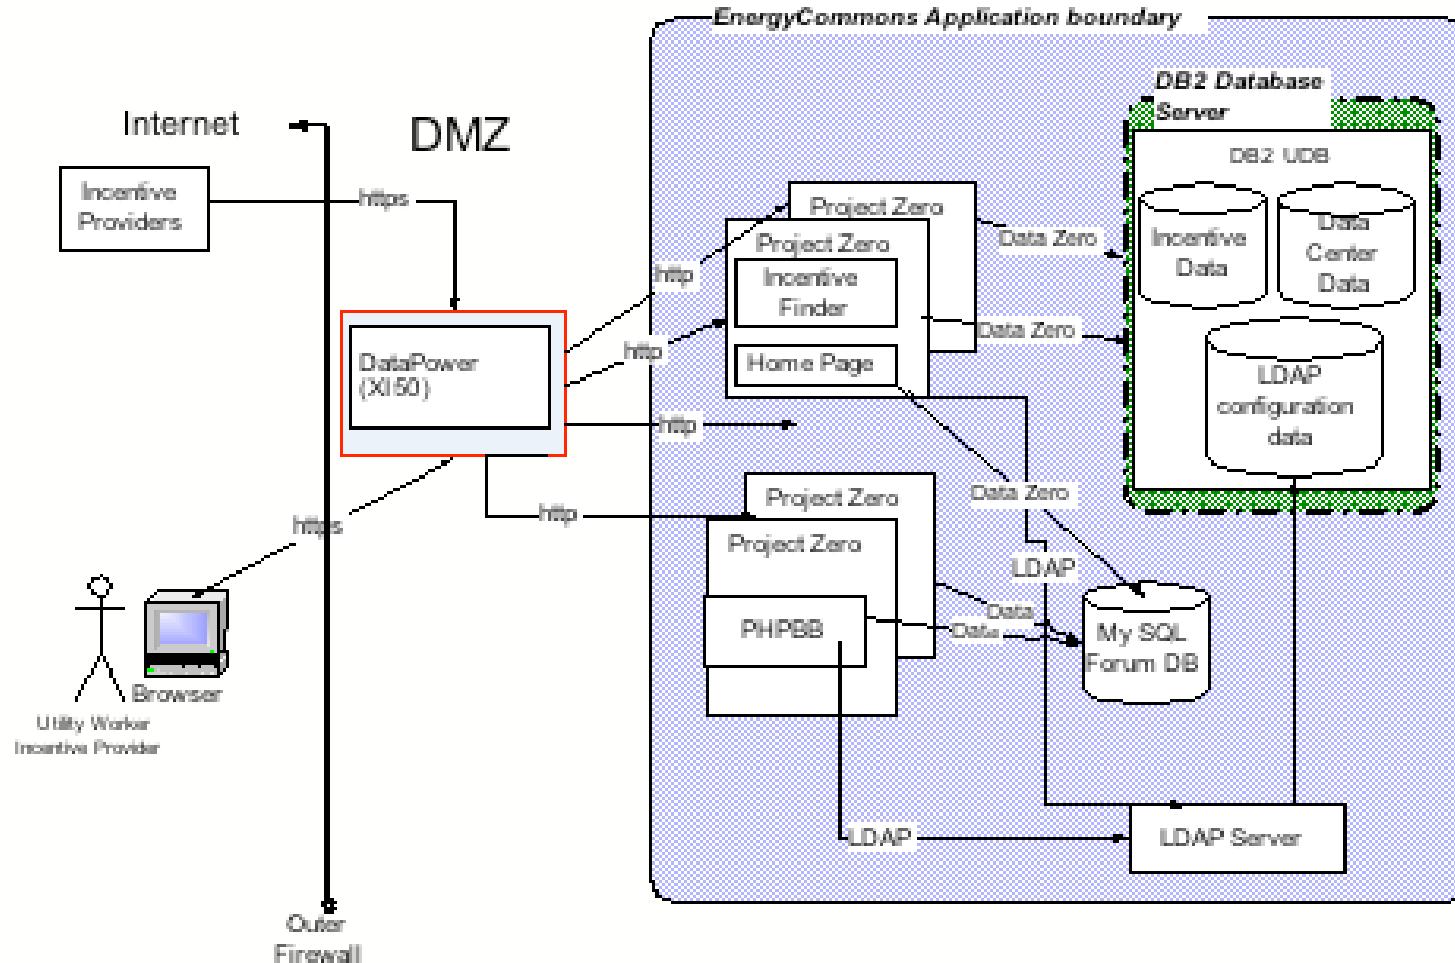 EnergyCommons Application boundary
DB2 Database
Server
Internet
DMZ
DB2 UDB
Incentive
Providers
https
Project Zero
Project Zero
Incentive
Finder
Home Page
Data Zero
Data Zero
Incentive
Data
Data
Center
Data
http
http
http
DataPower
(XI50)
LDAP
configuration
data
Data Zero
https
http
Project Zero
Project Zero
PHPBB
LDAP
Data
Data
My SQL
Forum DB
Browser
Utility Worker
Incentive Provider
LDAP
LDAP Server
Outer
Firewall